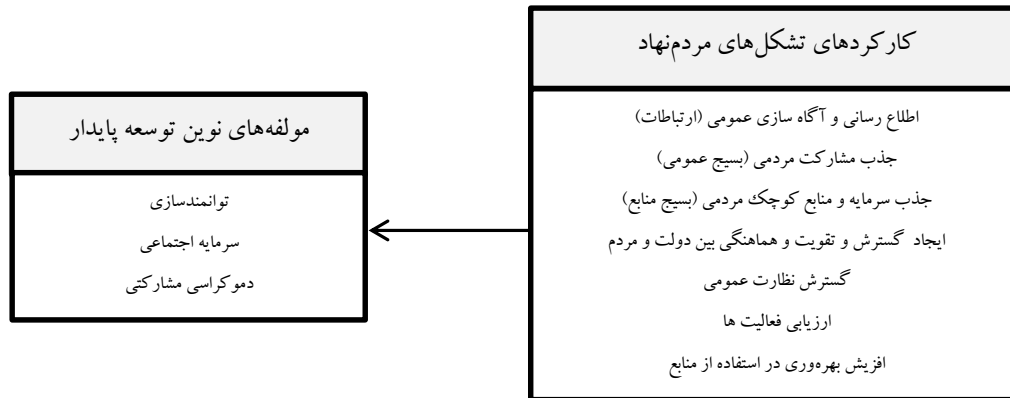 کارکردهای تشکل‌های مردم‌نهاد
اطلاع رسانی و آگاه سازی عمومی (ارتباطات)
جذب مشارکت مردمی (بسیج عمومی)
جذب سرمایه و منابع کوچک مردمی (بسیج منابع)
ایجاد گسترش و تقویت و هماهنگی بین دولت و مردم
گسترش نظارت عمومی
ارزیابی فعالیت ها
افزیش بهره‌وری در استفاده از منابع
مولفه‌های نوین توسعه پایدار
توانمندسازی
سرمایه اجتماعی
دموکراسی مشارکتی